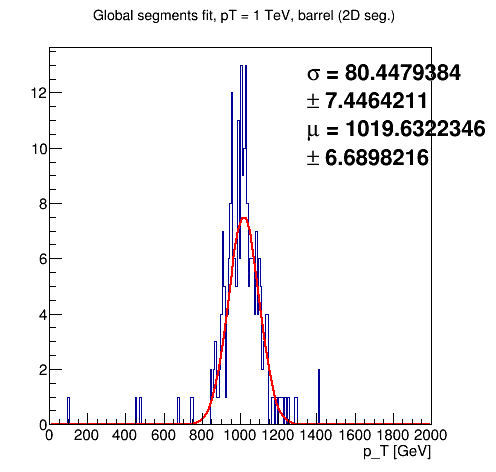 Global segments fit, pT = 1 TeV, barrel (2D seg.)
σ = 80.4479384
± 7.4464211
μ = 1019.6322346
± 6.6898216
12
10
8
6
4
2
0
0 200 400 600 800 1000 1200 1400 1600 1800 2000
p_T [GeV]